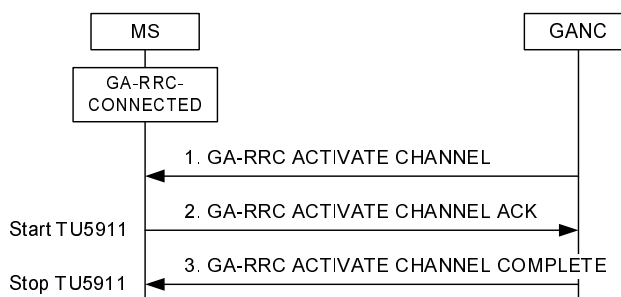 MS
GANC
GA-RRC-
CONNECTED
1. GA-RRC ACTIVATE CHANNEL
Start TU5911
2. GA-RRC ACTIVATE CHANNEL ACK
3. GA-RRC ACTIVATE CHANNEL COMPLETE
Stop TU5911